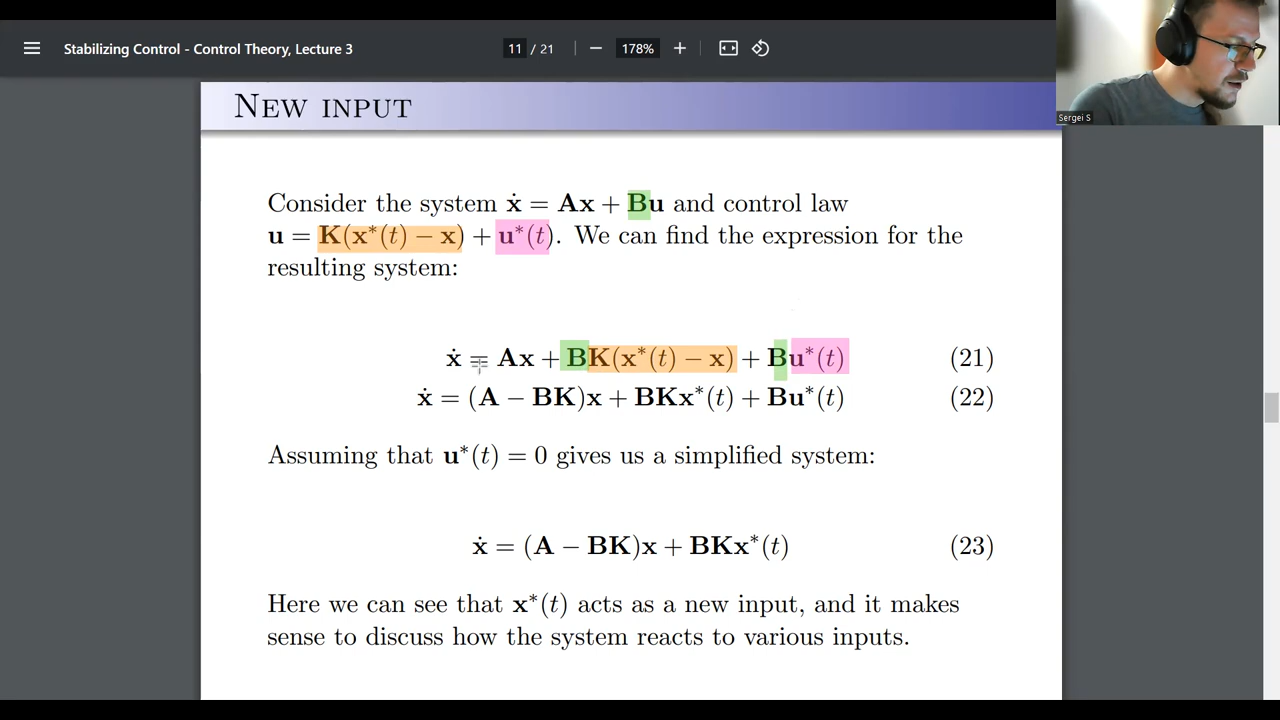 Stabilizing Control - Control Theory, Lecture 3
11 / 21
178%
Sergei S
New input
Consider the system ẋ = Ax + Bu and control law
u = K(x*(t) − x) + u*(t). We can find the expression for the
resulting system:
ẋ = Ax + BK(x*(t) − x) + Bu*(t) (21)
ẋ = (A − BK)x + BKx*(t) + Bu*(t) (22)
Assuming that u*(t) = 0 gives us a simplified system:
ẋ = (A − BK)x + BKx*(t) (23)
Here we can see that x*(t) acts as a new input, and it makes
sense to discuss how the system reacts to various inputs.